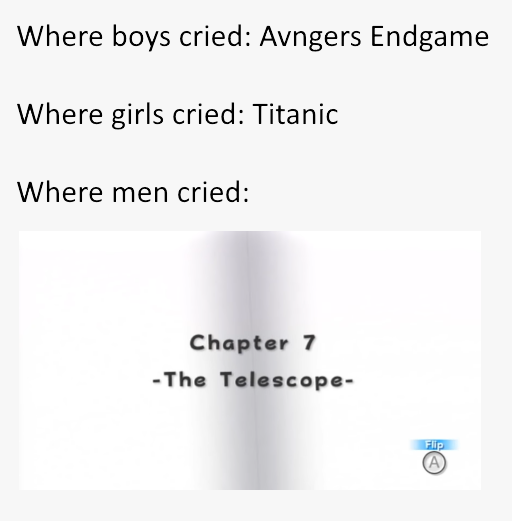 Where boys cried: Avngers Endgame
Where girls cried: Titanic
Where men cried:
Chapter 7
-The Telescope-
Flip
A